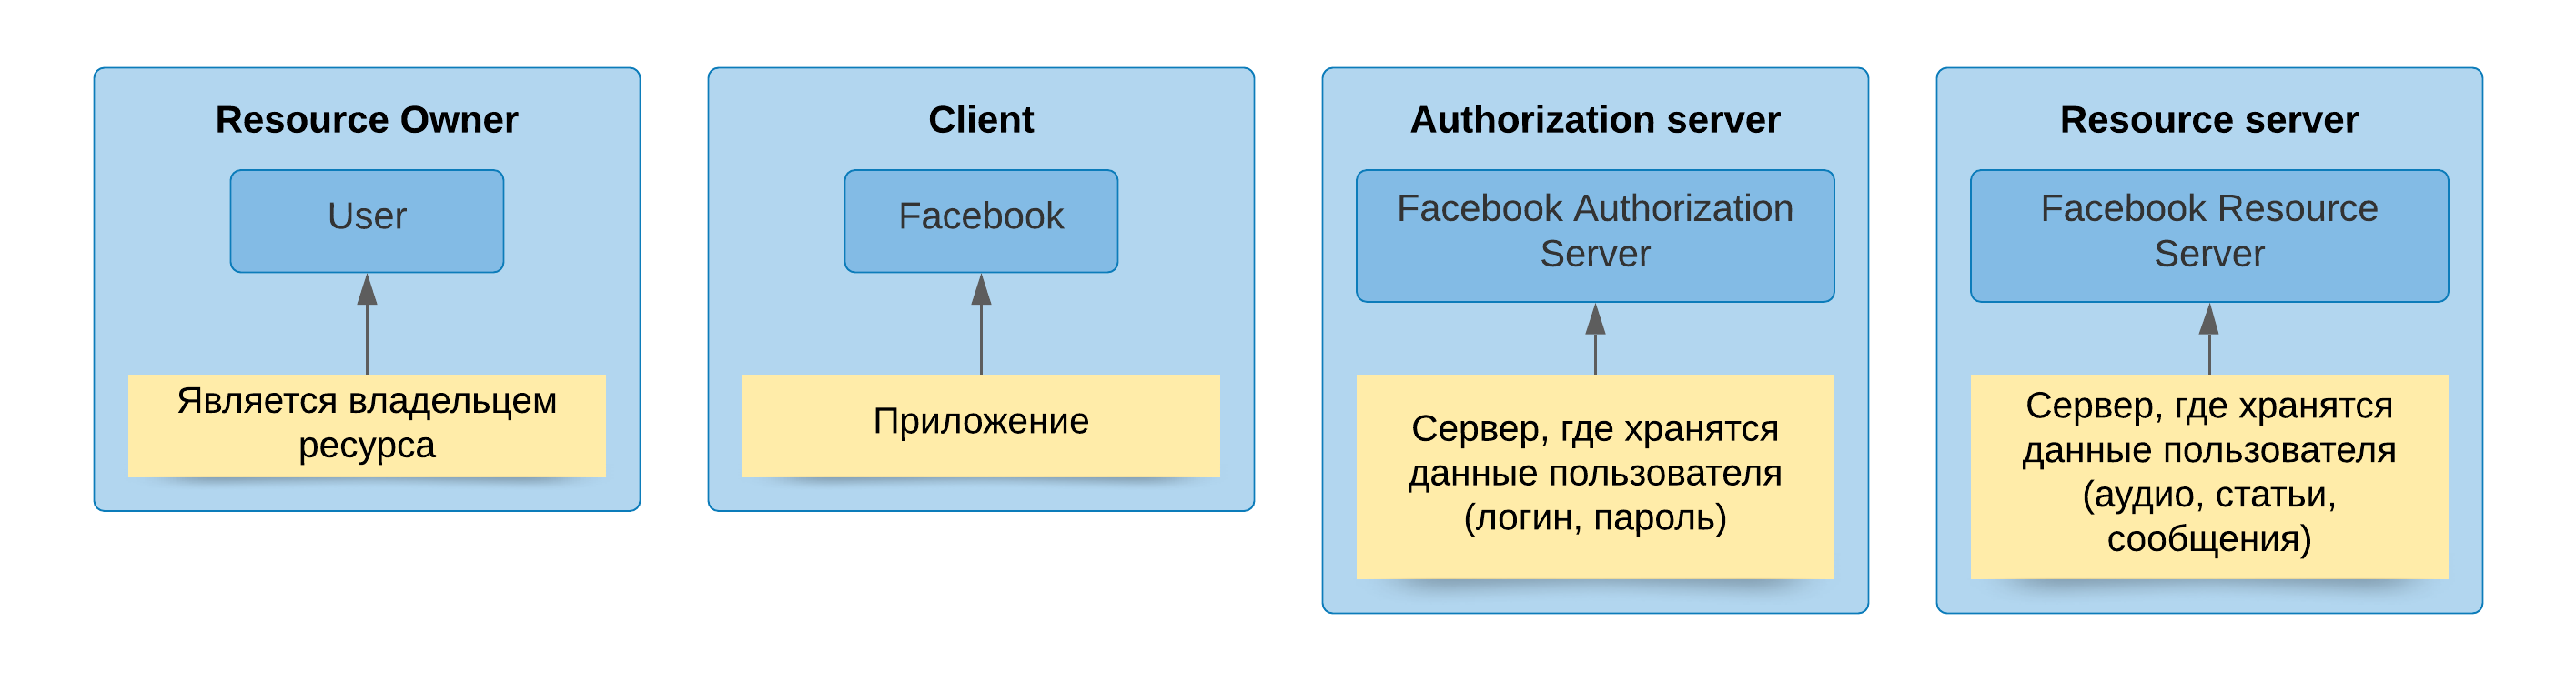 Resource Owner
User
Является владельцем
ресурса
Client
Facebook
Приложение
Authorization server
Facebook Authorization
Server
Сервер, где хранятся
данные пользователя
(логин, пароль)
Resource server
Facebook Resource
Server
Сервер, где хранятся
данные пользователя
(аудио, статьи,
сообщения)